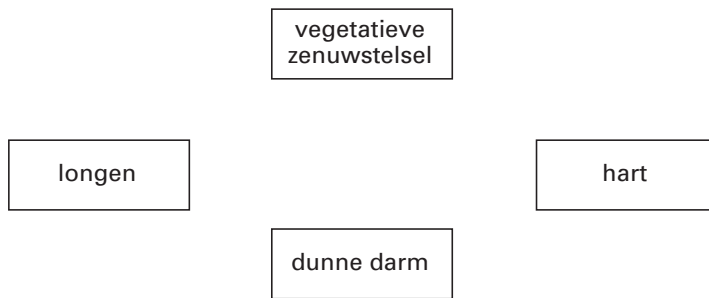 vegetatieve
zenuwstelsel
longen
hart
dunne darm